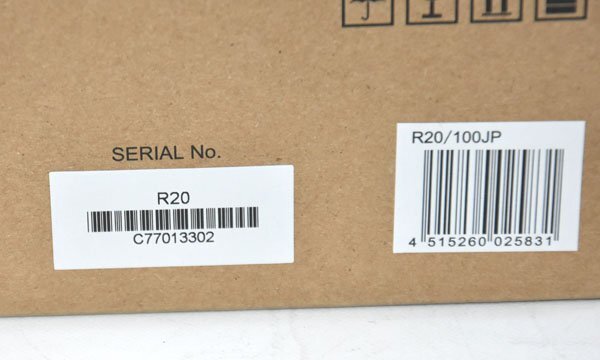 SERIAL No.
R20
C77013302
R20/100JP
4 515260 025831